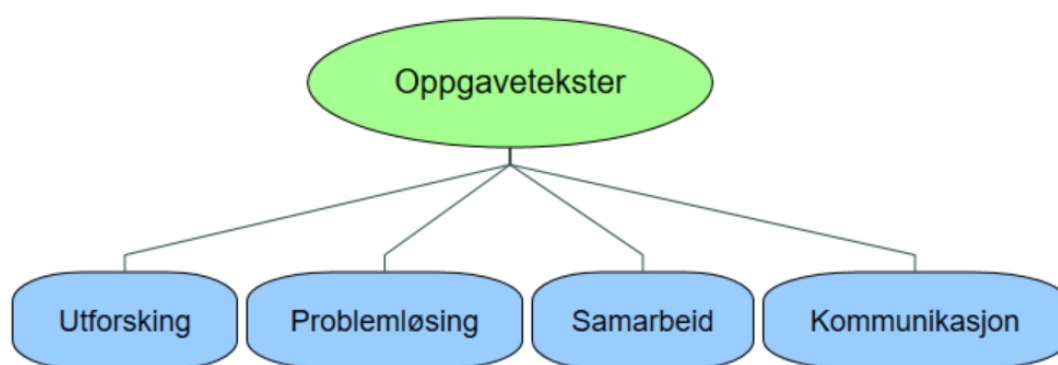 Oppgavetekster
Utforsking
Problemløsing
Samarbeid
Kommunikasjon